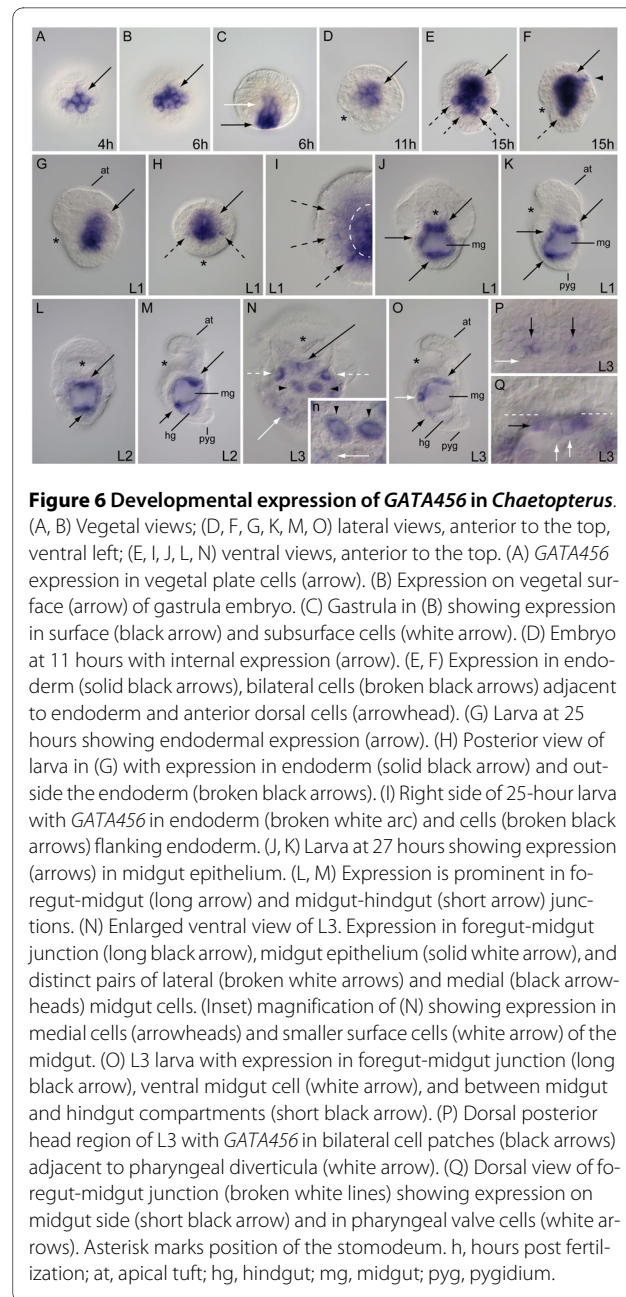 A B C D E F
4h 6h 6h 11h 15h 15h
G at H I J K at
mg mg
L1 L1 L1 L1 pyg L1
L M at N O at P
L3
mg mg Q
hg hg
L2 pyg L2 L3 n pyg L3 L3
Figure 6 Developmental expression of GATA456 in Chaetopterus.
(A, B) Vegetal views; (D, F, G, K, M, O) lateral views, anterior to the top,
ventral left; (E, I, J, L, N) ventral views, anterior to the top. (A) GATA456
expression in vegetal plate cells (arrow). (B) Expression on vegetal sur-
face (arrow) of gastrula embryo. (C) Gastrula in (B) showing expression
in surface (black arrow) and subsurface cells (white arrow). (D) Embryo
at 11 hours with internal expression (arrow). (E, F) Expression in endo-
derm (solid black arrows), bilateral cells (broken black arrows) adjacent
to endoderm and anterior dorsal cells (arrowhead). (G) Larva at 25
hours showing endodermal expression (arrow). (H) Posterior view of
larva in (G) with expression in endoderm (solid black arrow) and out-
side the endoderm (broken black arrows). (I) Right side of 25-hour larva
with GATA456 in endoderm (broken white arc) and cells (broken black
arrows) flanking endoderm. (J, K) Larva at 27 hours showing expression
(arrows) in midgut epithelium. (L, M) Expression is prominent in fo-
regut-midgut (long arrow) and midgut-hindgut (short arrow) junc-
tions. (N) Enlarged ventral view of L3. Expression in foregut-midgut
junction (long black arrow), midgut epithelium (solid white arrow), and
distinct pairs of lateral (broken white arrows) and medial (black arrow-
heads) midgut cells. (Inset) magnification of (N) showing expression in
medial cells (arrowheads) and smaller surface cells (white arrow) of the
midgut. (O) L3 larva with expression in foregut-midgut junction (long
black arrow), ventral midgut cell (white arrow), and between midgut
and hindgut compartments (short black arrow). (P) Dorsal posterior
head region of L3 with GATA456 in bilateral cell patches (black arrows)
adjacent to pharyngeal diverticula (white arrow). (Q) Dorsal view of fo-
regut-midgut junction (broken white lines) showing expression on
midgut side (short black arrow) and in pharyngeal valve cells (white ar-
rows). Asterisk marks position of the stomodeum. h, hours post fertil-
ization; at, apical tuft; hg, hindgut; mg, midgut; pyg, pygidium.